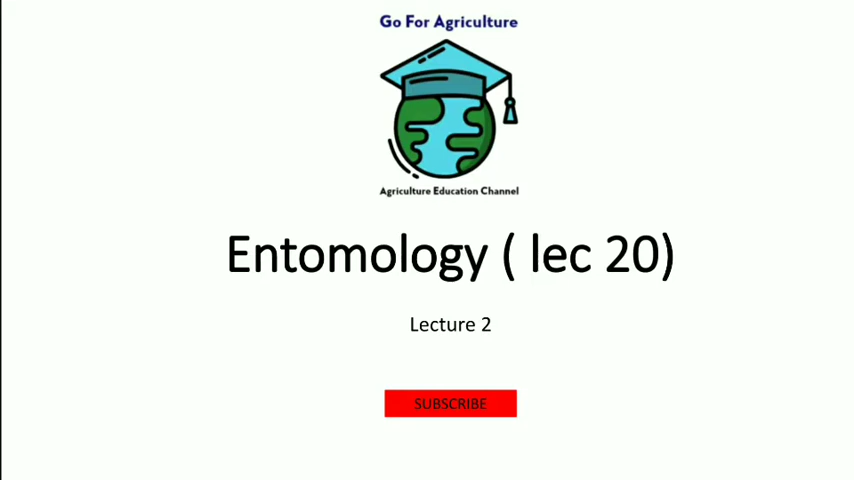 Go For Agriculture
Agriculture Education Channel
Entomology ( lec 20)
Lecture 2
SUBSCRIBE